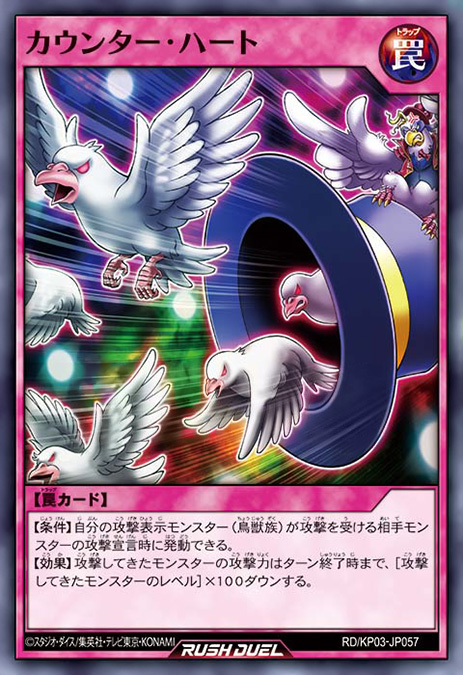 カウンター・ハート
トラップ
罠
【罠カード】
【条件】自分の攻撃表示モンスター(鳥獣族)が攻撃を受ける相手モン
スターの攻撃宣言時に発動できる。
【効果】攻撃してきたモンスターの攻撃力はターン終了時まで、[攻撃
してきたモンスターのレベル]×100ダウンする。
©スタジオ・ダイス/集英社・テレビ東京・KONAMI
RUSH DUEL
RD/KP03-JP057